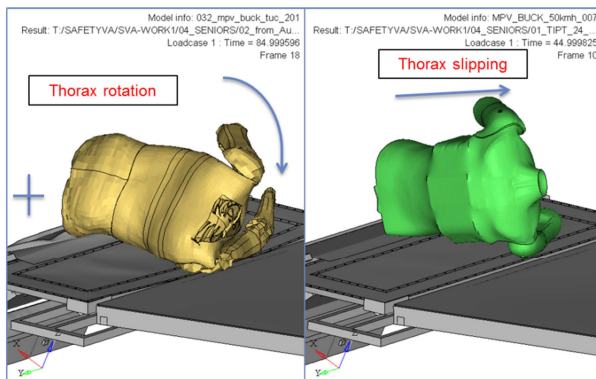 Model info: 032_mpv_buck_tuc_201
Result: T:/SAFETYVA/SVA-WORK1/04_SENIORS/02_from_Au...
Loadcase 1 : Time = 84.999596
Frame 18
Thorax rotation
X
Y
Z
Model info: MPV_BUCK_50kmh_007
Result: T:/SAFETYVA/SVA-WORK1/04_SENIORS/01_TIPT_24_...
Loadcase 1 : Time = 44.999825
Frame 10
Thorax slipping
X
Y
Z